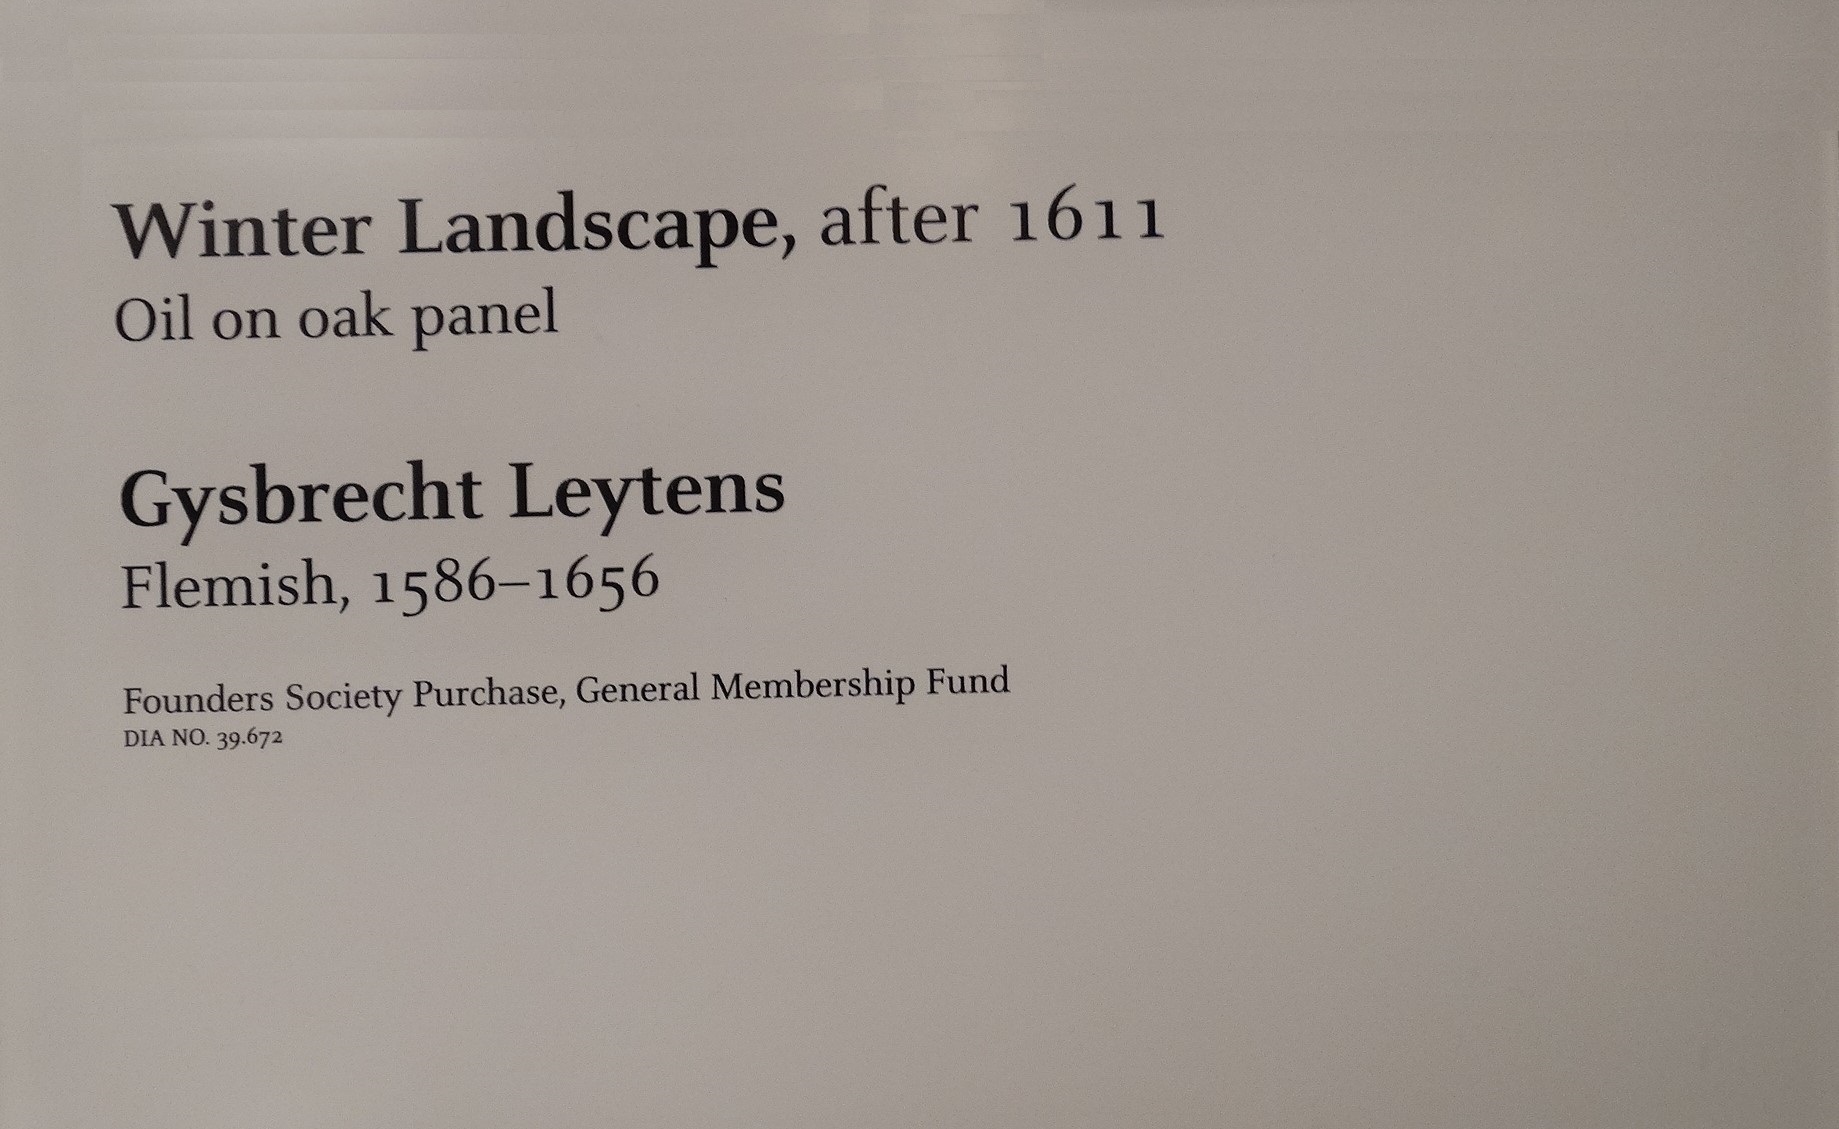 Winter Landscape, after 1611
Oil on oak panel
Gysbrecht Leytens
Flemish, 1586–1656
Founders Society Purchase, General Membership Fund
DIA NO. 39.672